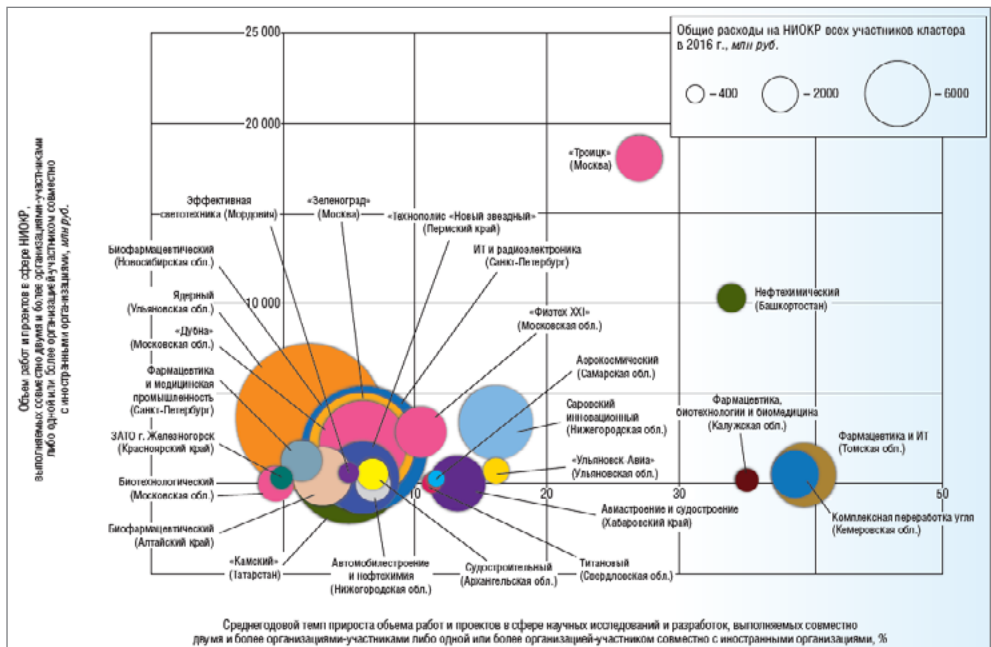 25 000
20 000
10 000
10
20
30
50
Общие расходы на НИОКР всех участников кластера
в 2016 г., млн руб.
– 400
– 2000
– 6000
Объем работ и проектов в сфере НИОКР,
выполняемых совместно двумя и более организациями-участниками
либо одной или более организацией-участником совместно
с иностранными организациями, млн руб.
«Троицк»
(Москва)
Эффективная
светотехника (Мордовия)
«Зеленоград»
(Москва)
«Технополис «Новый звездный»
(Пермский край)
Биофармацевтический
(Новосибирская обл.)
ИТ и радиоэлектроника
(Санкт-Петербург)
Ядерный
(Ульяновская обл.)
Нефтехимический
(Башкортостан)
«Физтех XXI»
(Московская обл.)
«Дубна»
(Московская обл.)
Аэрокосмический
(Самарская обл.)
Фармацевтика
и медицинская
промышленность
(Санкт-Петербург)
Саровский
инновационный
(Нижегородская обл.)
Фармацевтика,
биотехнологии и биомедицина
(Калужская обл.)
Фармацевтика и ИТ
(Томская обл.)
ЗАТО г. Железногорск
(Красноярский край)
«Ульяновск-Авиа»
(Ульяновская обл.)
Биотехнологический
(Московская обл.)
Авиастроение и судостроение
(Хабаровский край)
Комплексная переработка угля
(Кемеровская обл.)
Биофармацевтический
(Алтайский край)
«Камский»
(Татарстан)
Автомобилестроение
и нефтехимия
(Нижегородская обл.)
Судостроительный
(Архангельская обл.)
Титановый
(Свердловская обл.)
Среднегодовой темп прироста объема работ и проектов в сфере научных исследований и разработок, выполняемых совместно
двумя и более организациями-участниками либо одной или более организацией-участником совместно с иностранными организациями, %